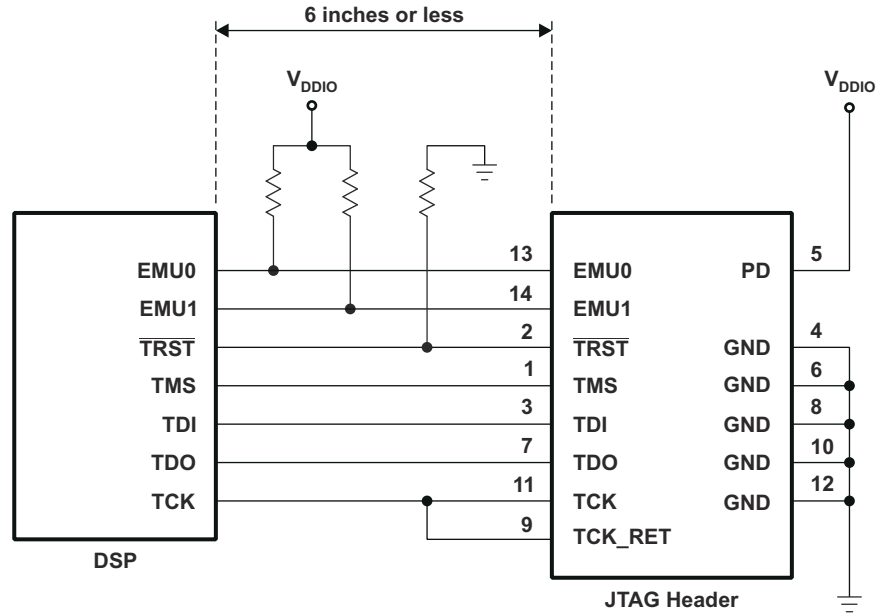 6 inches or less
VDDIO
VDDIO
13
5
EMU0
EMU0
PD
14
EMU1
EMU1
2
4
TRST
TRST
GND
1
6
TMS
TMS
GND
3
8
TDI
TDI
GND
7
10
TDO
TDO
GND
11
12
TCK
TCK
GND
9
TCK_RET
DSP
JTAG Header